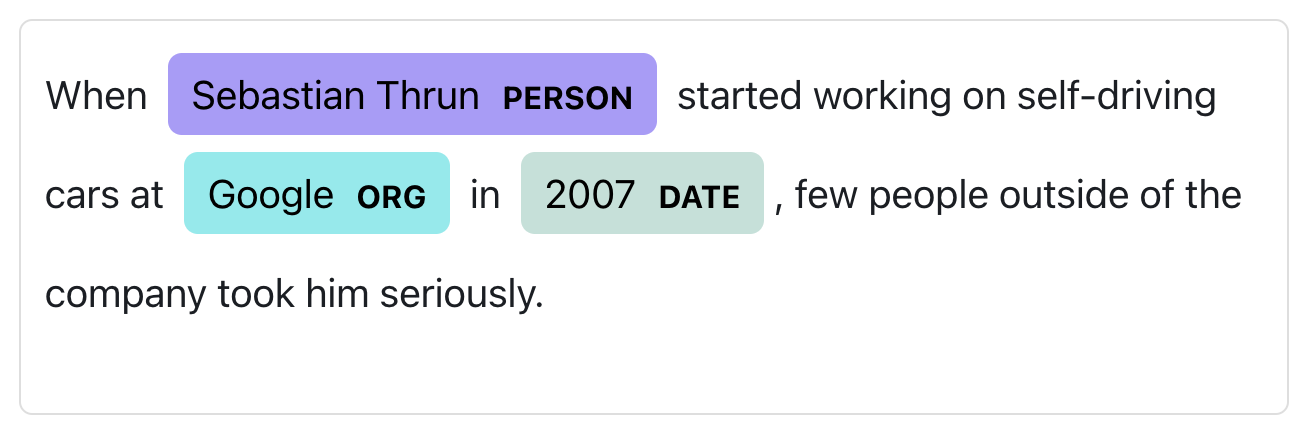 When Sebastian Thrun PERSON started working on self-driving
cars at Google ORG in 2007 DATE , few people outside of the
company took him seriously.